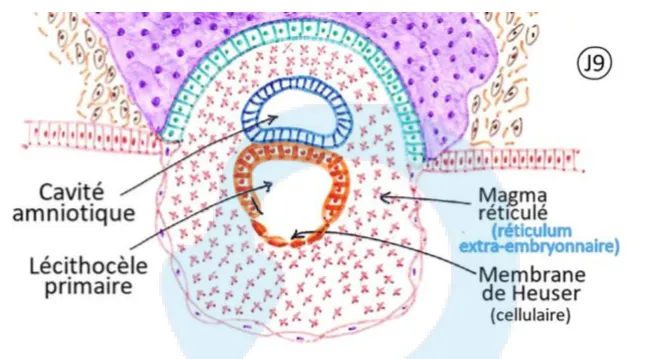 J9
Cavité
amniotique
Lécithocèle
primaire
Magma
réticulé
(réticulum
extra-embryonnaire)
Membrane
de Heuser
(cellulaire)